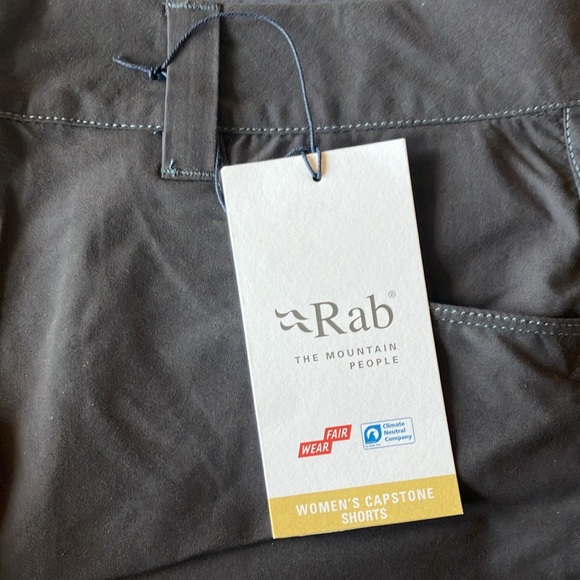 Rab®
THE MOUNTAIN
PEOPLE
FAIR
WEAR
Climate
Neutral
Company
WOMEN'S CAPSTONE
SHORTS